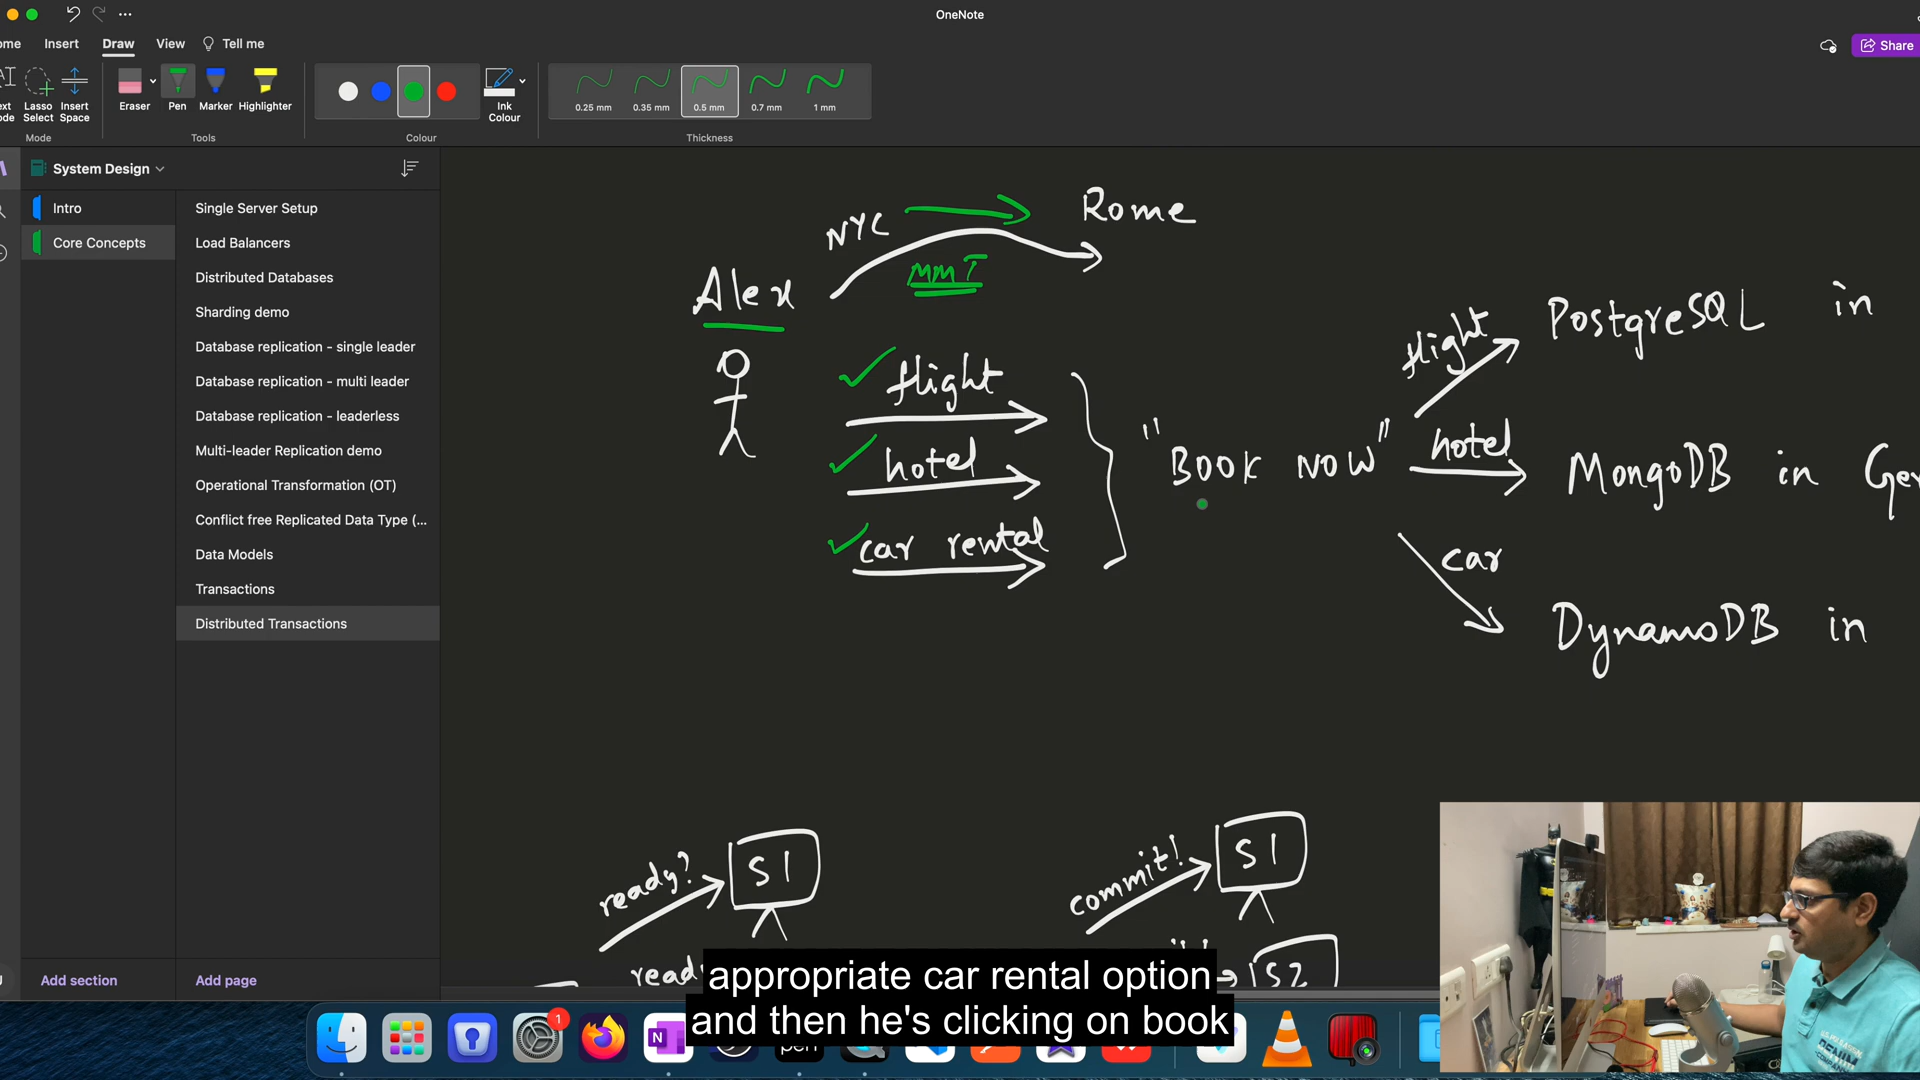 OneNote
Insert
Draw
View
Tell me
Share
Lasso Select
Insert Space
Eraser
Pen
Marker
Highlighter
Ink Colour
0.25 mm
0.35 mm
0.5 mm
0.7 mm
1 mm
Mode
Tools
Colour
Thickness
System Design
Intro
Core Concepts
Single Server Setup
Load Balancers
Distributed Databases
Sharding demo
Database replication - single leader
Database replication - multi leader
Database replication - leaderless
Multi-leader Replication demo
Operational Transformation (OT)
Conflict free Replicated Data Type (...
Data Models
Transactions
Distributed Transactions
Add section
Add page
NYC
Rome
MMT
Alex
flight
hotel
car rental
"BOOK NOW"
flight
PostgreSQL in
hotel
MongoDB in
car
DynamoDB in
ready?
S1
commit!
S1
S2
appropriate car rental option
and then he's clicking on book
1